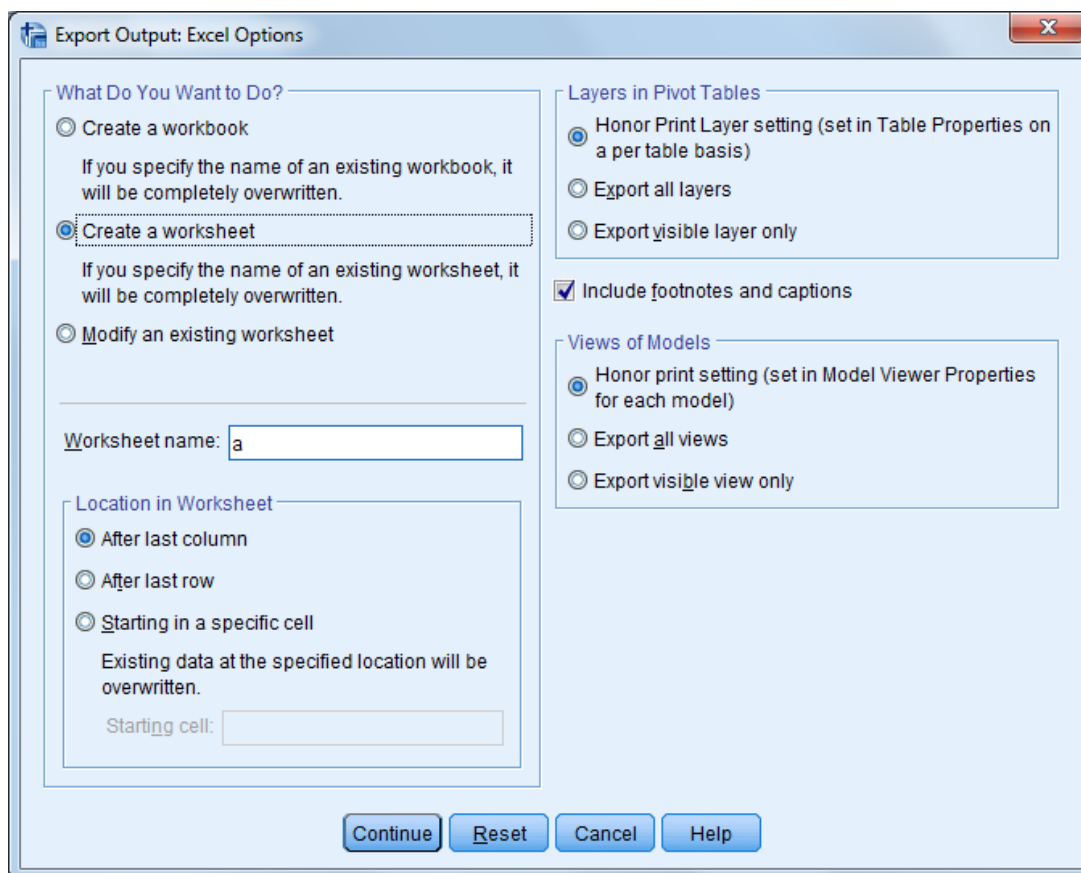 Export Output: Excel Options
X
What Do You Want to Do?
Create a workbook
If you specify the name of an existing workbook, it
will be completely overwritten.
Create a worksheet
If you specify the name of an existing worksheet, it
will be completely overwritten.
Modify an existing worksheet
Worksheet name: a
Location in Worksheet
After last column
After last row
Starting in a specific cell
Existing data at the specified location will be
overwritten.
Starting cell:
Layers in Pivot Tables
Honor Print Layer setting (set in Table Properties on
a per table basis)
Export all layers
Export visible layer only
Include footnotes and captions
Views of Models
Honor print setting (set in Model Viewer Properties
for each model)
Export all views
Export visible view only
Continue Reset Cancel Help